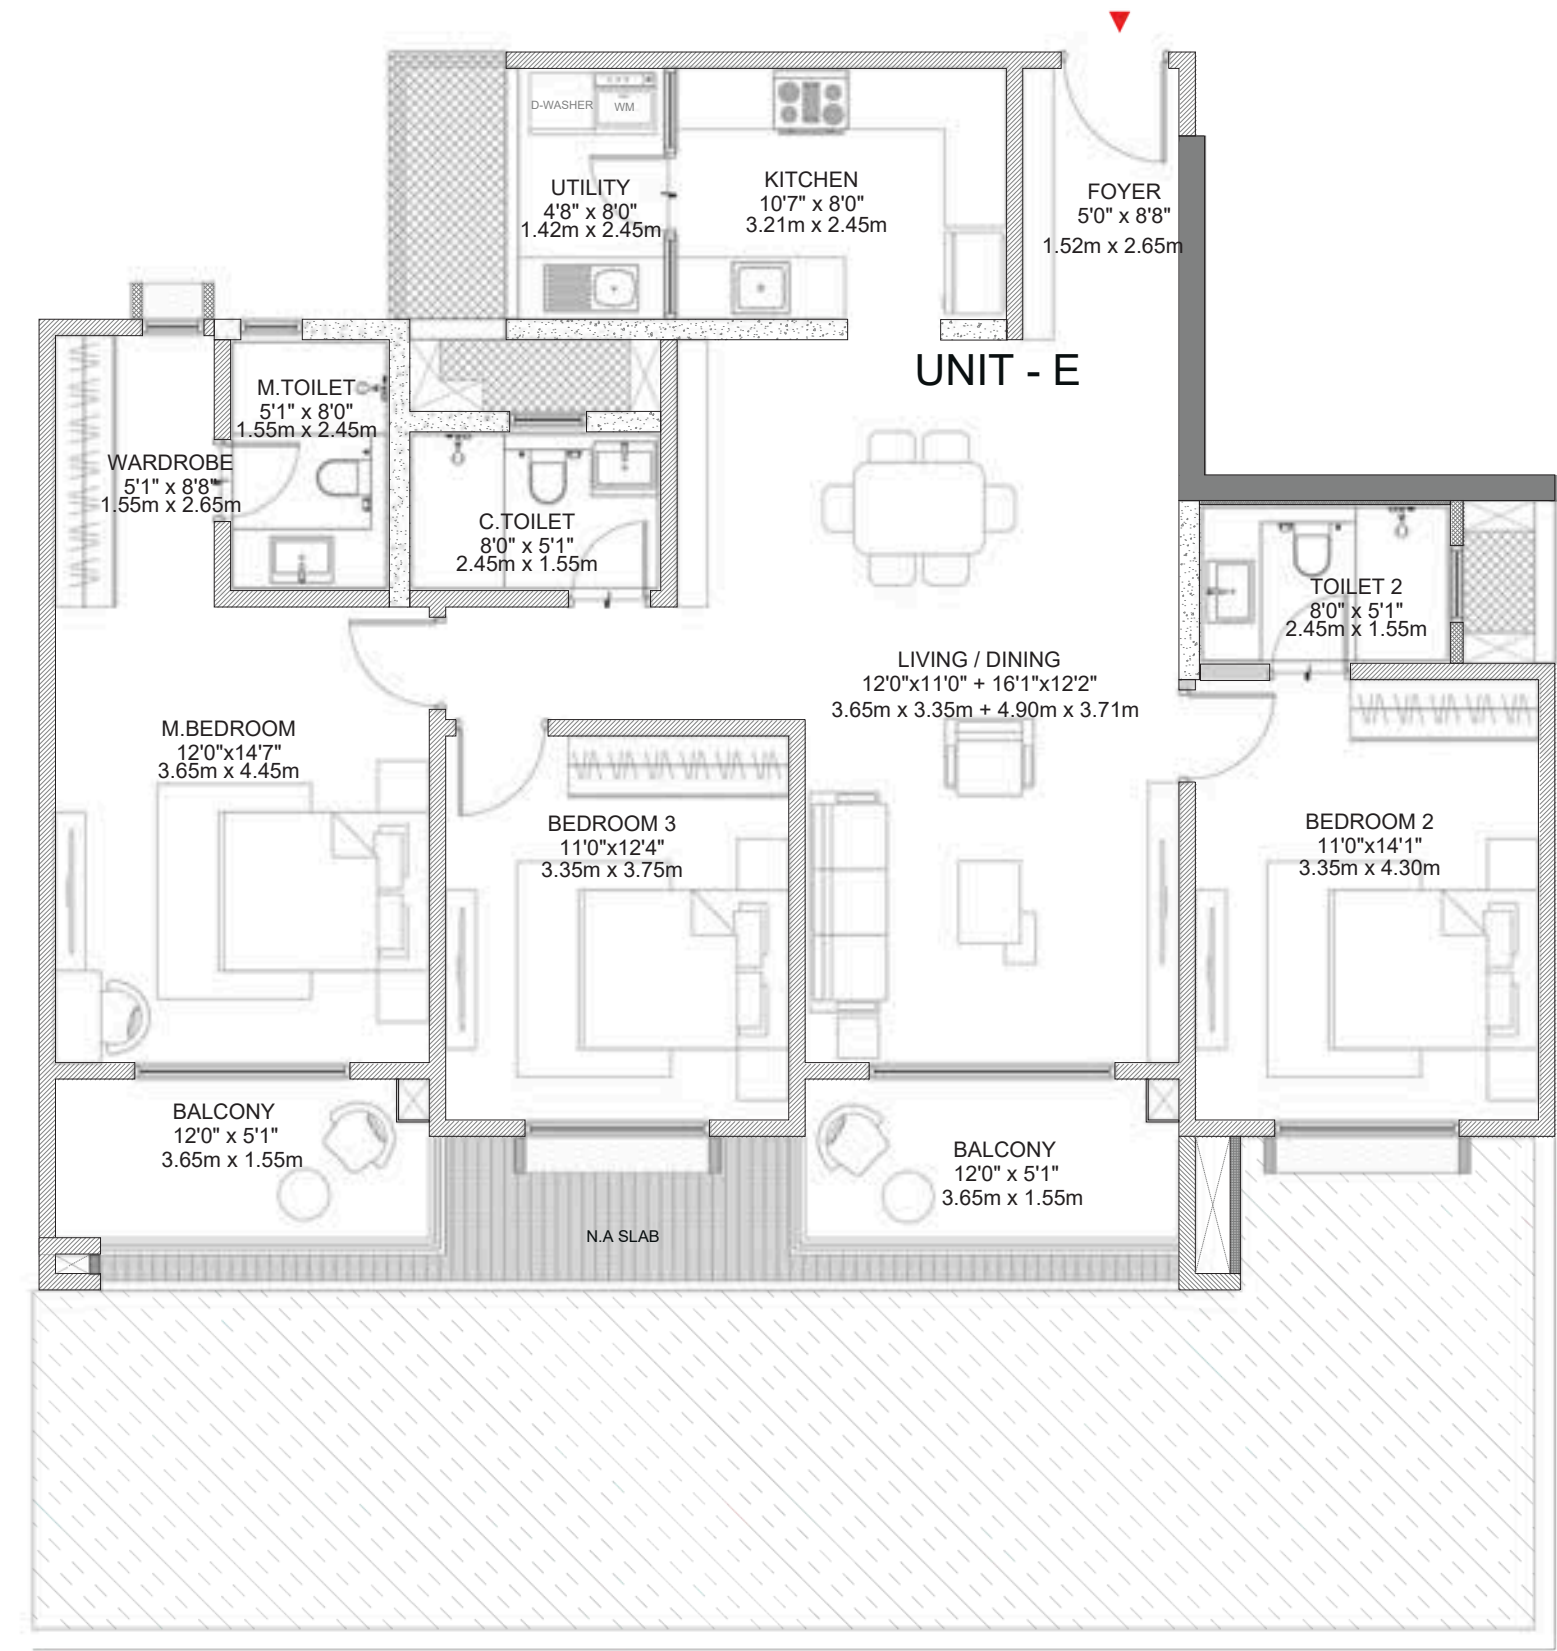 D-WASHER
WM
UTILITY
4'8" x 8'0"
1.42m x 2.45m
KITCHEN
10'7" x 8'0"
3.21m x 2.45m
FOYER
5'0" x 8'8"
1.52m x 2.65m
UNIT - E
M.TOILET
5'1" x 8'0"
1.55m x 2.45m
WARDROBE
5'1" x 8'8"
1.55m x 2.65m
C.TOILET
8'0" x 5'1"
2.45m x 1.55m
TOILET 2
8'0" x 5'1"
2.45m x 1.55m
LIVING / DINING
12'0"x11'0" + 16'1"x12'2"
3.65m x 3.35m + 4.90m x 3.71m
M.BEDROOM
12'0"x14'7"
3.65m x 4.45m
BEDROOM 3
11'0"x12'4"
3.35m x 3.75m
BEDROOM 2
11'0"x14'1"
3.35m x 4.30m
BALCONY
12'0" x 5'1"
3.65m x 1.55m
BALCONY
12'0" x 5'1"
3.65m x 1.55m
N.A SLAB